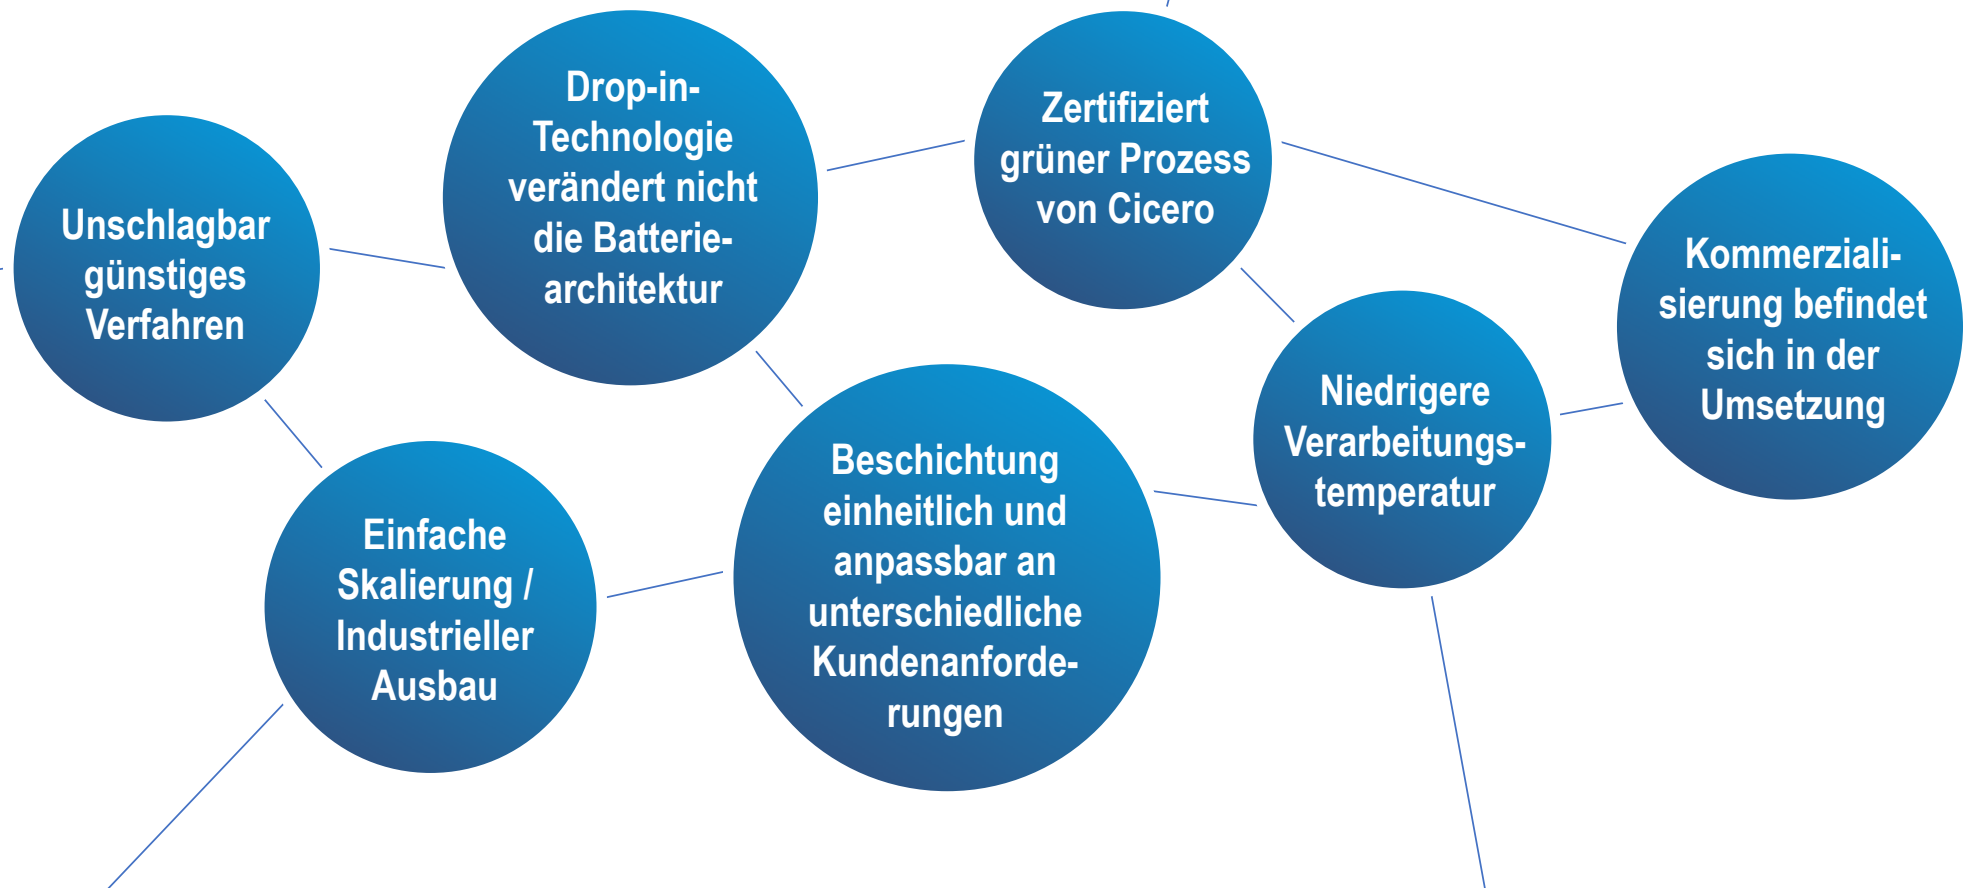 Unschlagbar
günstiges
Verfahren
Drop-in-
Technologie
verändert nicht
die Batterie-
architektur
Zertifiziert
grüner Prozess
von Cicero
Kommerziali-
sierung befindet
sich in der
Umsetzung
Einfache
Skalierung /
Industrieller
Ausbau
Beschichtung
einheitlich und
anpassbar an
unterschiedliche
Kundenanforde-
rungen
Niedrigere
Verarbeitungs-
temperatur